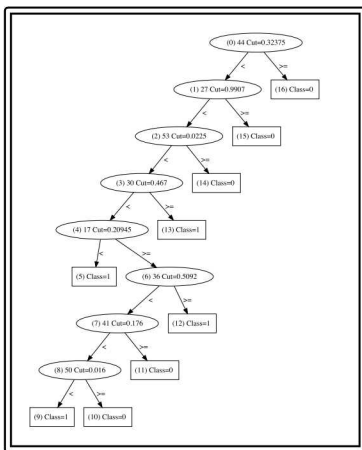 (0) 44 Cut=0.32375
<
>=
(1) 27 Cut=0.9907
(16) Class=0
<
>=
(2) 53 Cut=0.0225
(15) Class=0
<
>=
(3) 30 Cut=0.467
(14) Class=0
<
>=
(4) 17 Cut=0.20945
(13) Class=1
<
>=
(5) Class=1
(6) 36 Cut=0.5092
<
>=
(7) 41 Cut=0.176
(12) Class=1
<
>=
(8) 50 Cut=0.016
(11) Class=0
<
>=
(9) Class=1
(10) Class=0